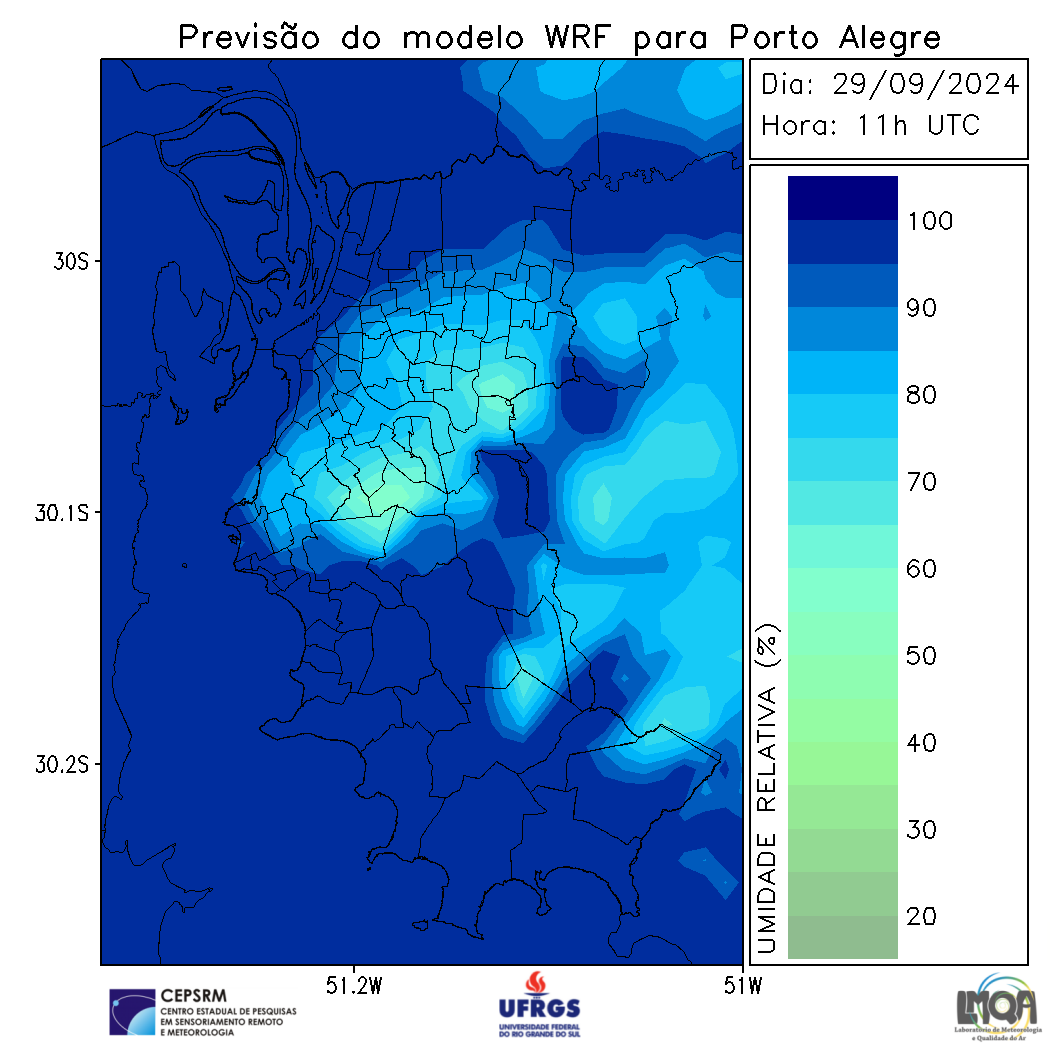 Previsão do modelo WRF para Porto Alegre
Dia: 29/09/2024
Hora: 11h UTC
30S
30.1S
30.2S
51.2W
51W
UMIDADE RELATIVA (%)
100
90
80
70
60
50
40
30
20
CEPSRM
CENTRO ESTADUAL DE PESQUISAS
EM SENSORIAMENTO REMOTO
E METEOROLOGIA
UFRGS
UNIVERSIDADE FEDERAL
DO RIO GRANDE DO SUL
LMQA
Laboratório de Meteorologia
e Qualidade do Ar